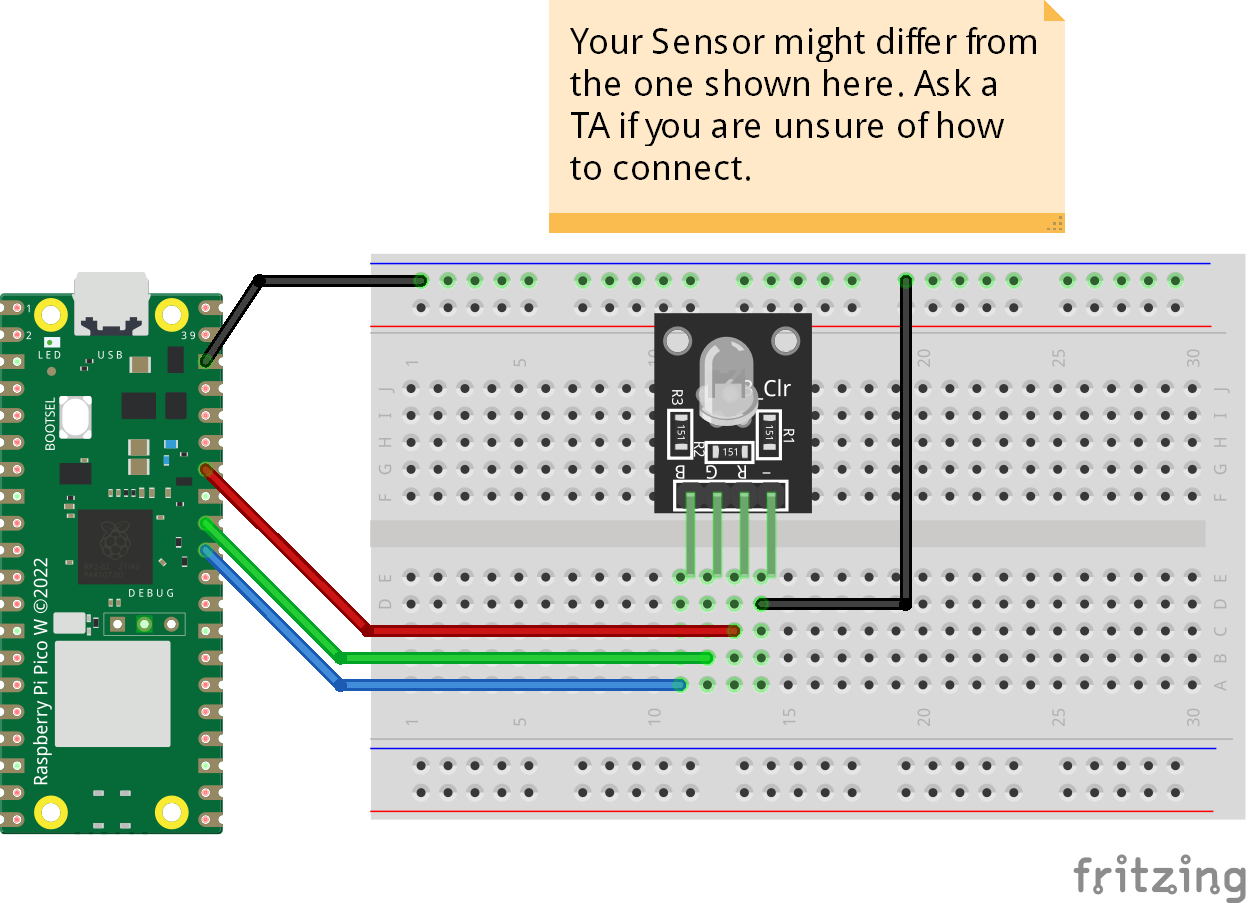 Your Sensor might differ from
the one shown here. Ask a
TA if you are unsure of how
to connect.
1
2
39
LED
USB
BOOTSEL
DEBUG
Raspberry Pi Pico W ©2022
1 5 10 15 20 25 30
J J
I I
H H
G G
F F
E E
D D
C C
B B
A A
1 5 10 15 20 25 30
_Clr
R3
R1
R2
151
151
151
B G R -
fritzing